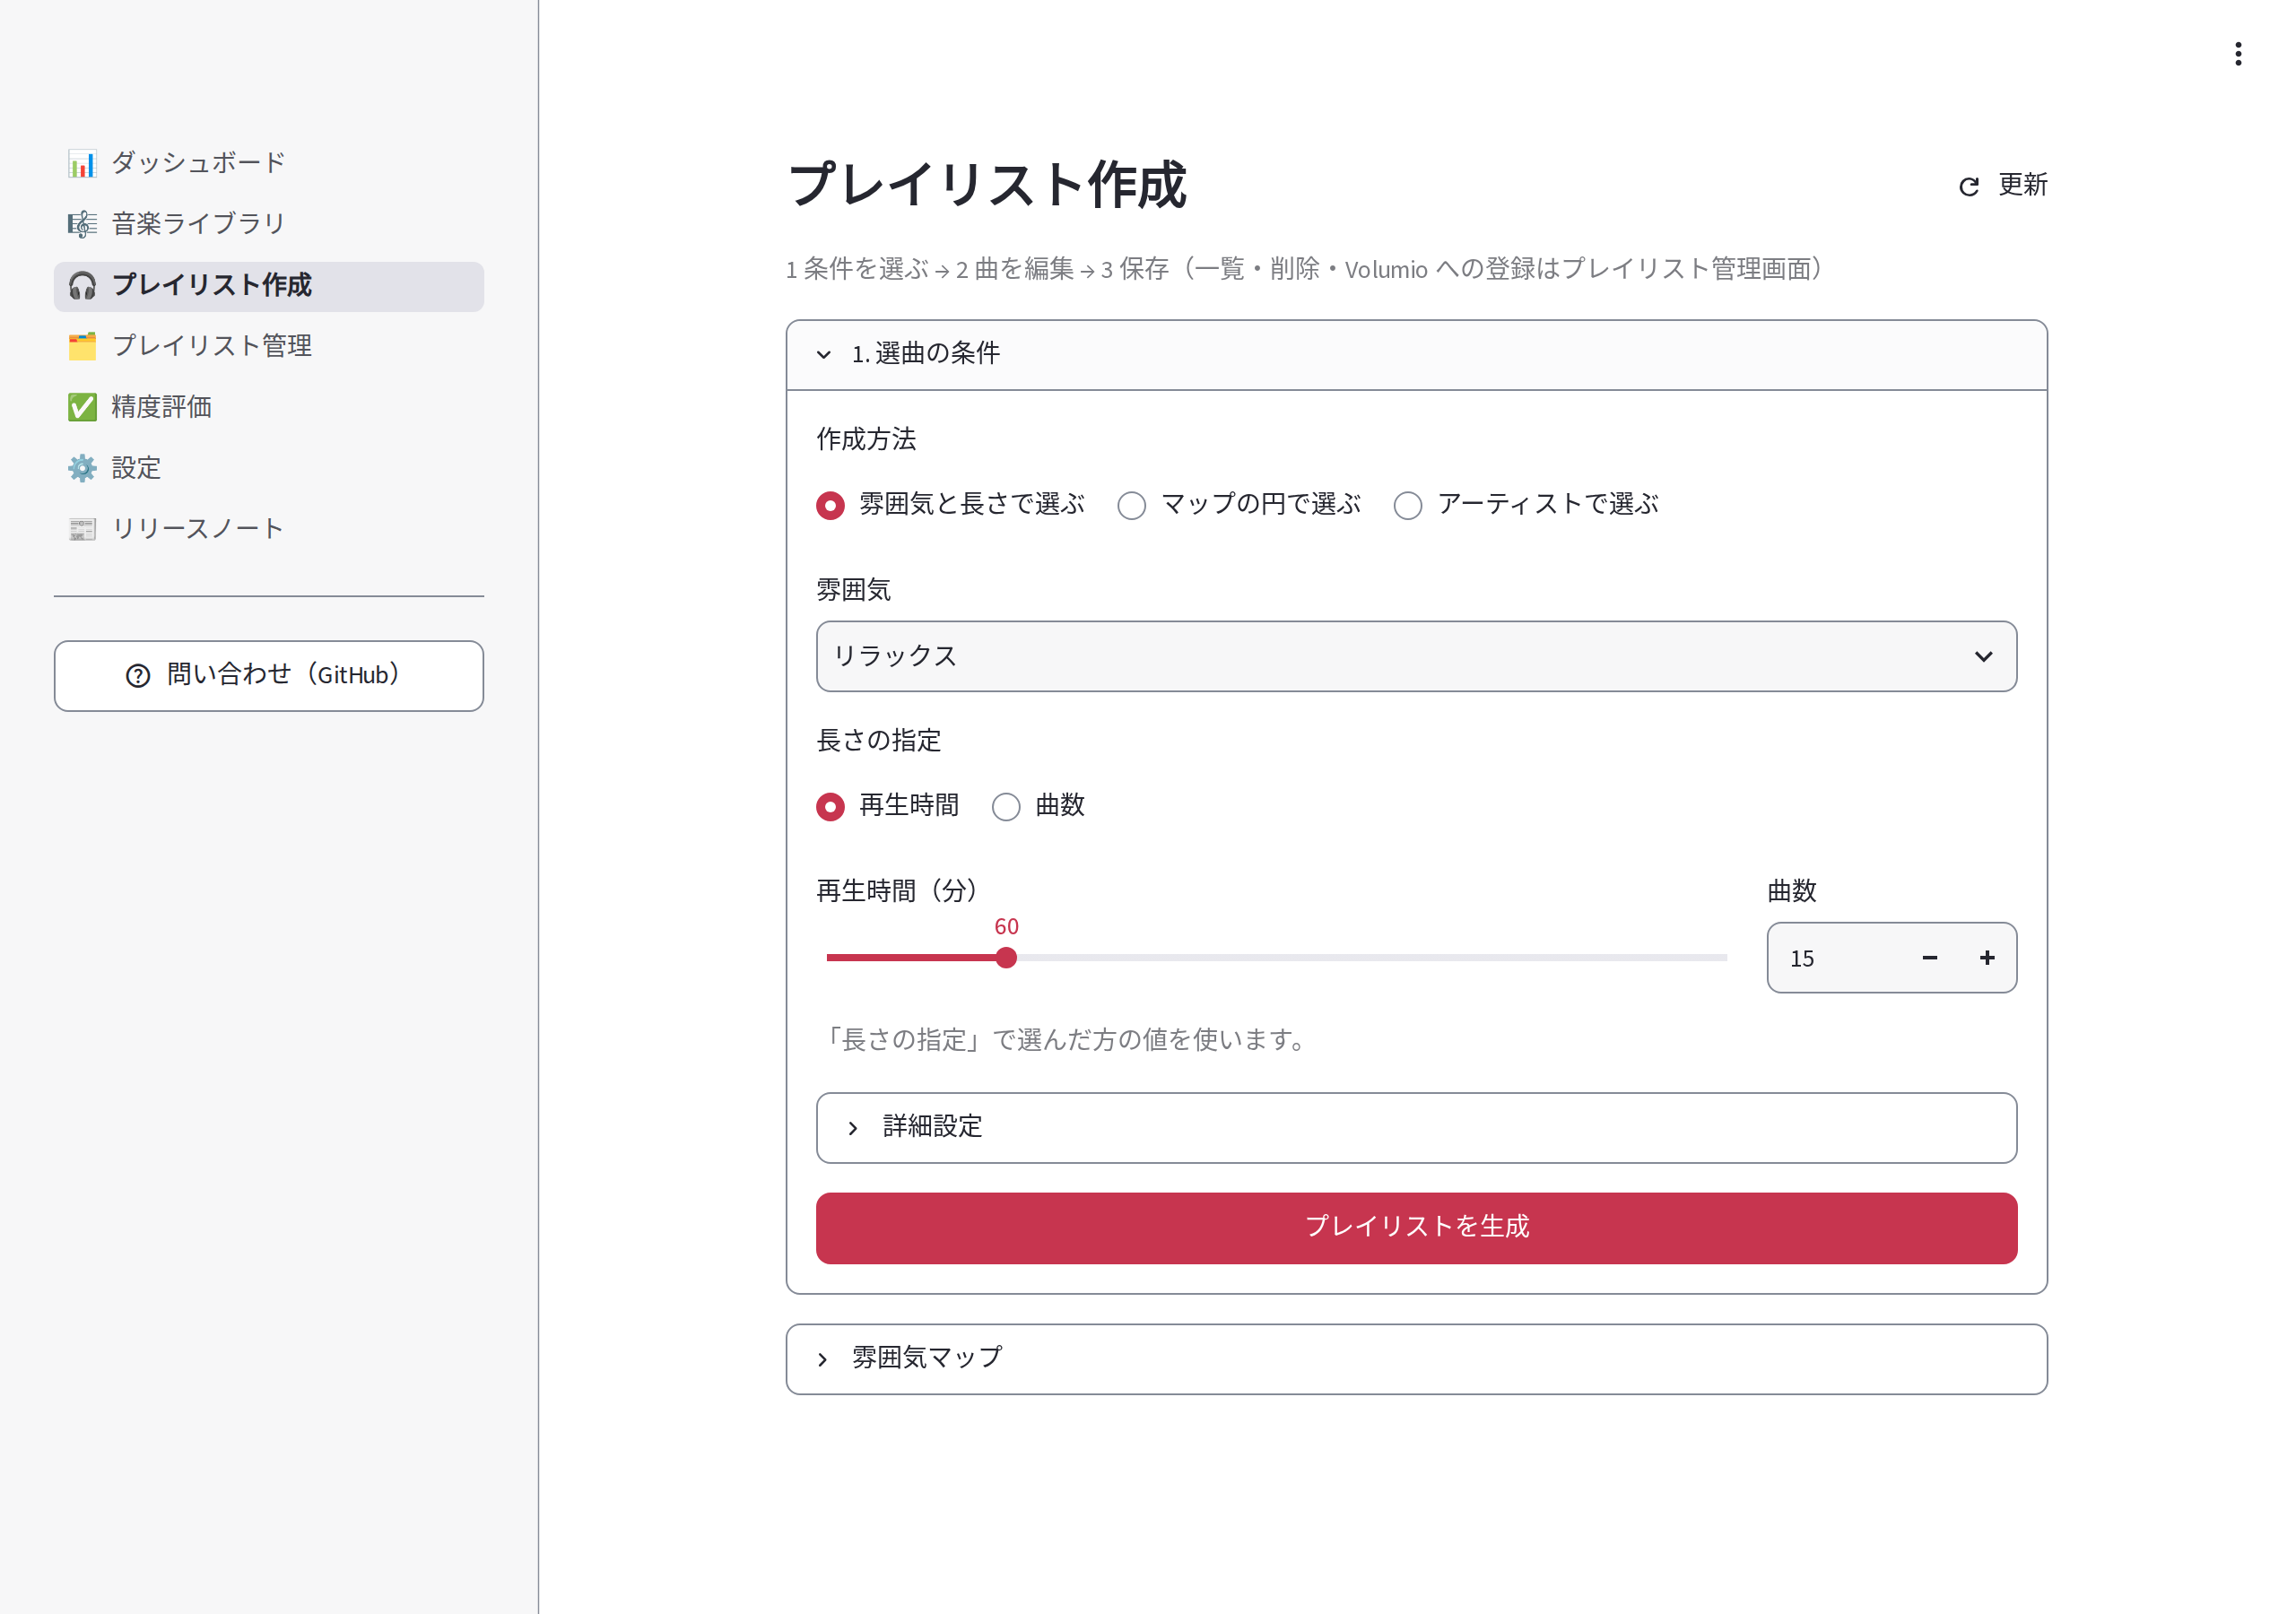 ダッシュボード
音楽ライブラリ
プレイリスト作成
プレイリスト管理
精度評価
設定
リリースノート
問い合わせ（GitHub）
プレイリスト作成
更新
1 条件を選ぶ → 2 曲を編集 → 3 保存（一覧・削除・Volumio への登録はプレイリスト管理画面）
1. 選曲の条件
作成方法
雰囲気と長さで選ぶ マップの円で選ぶ アーティストで選ぶ
雰囲気
リラックス
長さの指定
再生時間 曲数
再生時間（分）
60
曲数
15
「長さの指定」で選んだ方の値を使います。
詳細設定
プレイリストを生成
雰囲気マップ